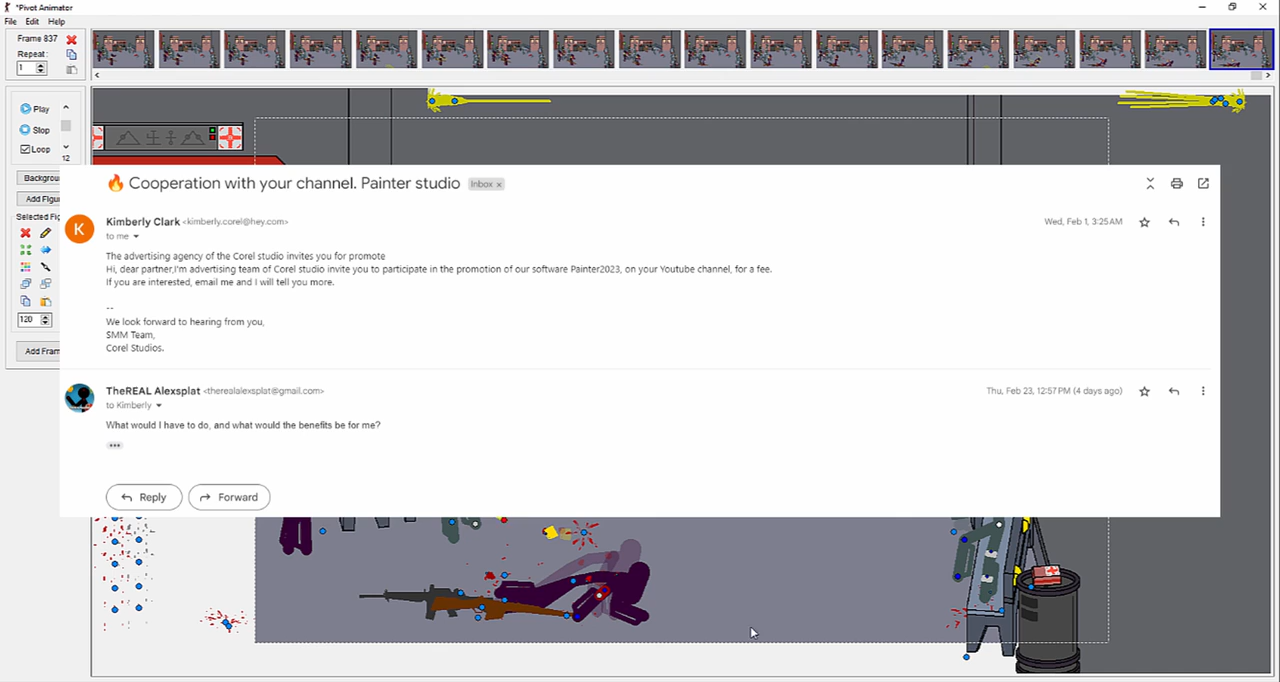 *Pivot Animator
File Edit Help
Frame 837
Repeat:
1
Play
Stop
Loop
12
Backgrou
Add Figu
Selected Fig
120
Add Fram
🔥 Cooperation with your channel. Painter studio Inbox x
K
Kimberly Clark <kimberly.corel@hey.com> Wed, Feb 1, 3:25 AM
to me
The advertising agency of the Corel studio invites you for promote
Hi, dear partner,I'm advertising team of Corel studio invite you to participate in the promotion of our software Painter2023, on your Youtube channel, for a fee.
If you are interested, email me and I will tell you more.
--
We look forward to hearing from you,
SMM Team,
Corel Studios.
TheREAL Alexsplat <therealalexsplat@gmail.com> Thu, Feb 23, 12:57 PM (4 days ago)
to Kimberly
What would I have to do, and what would the benefits be for me?
Reply Forward